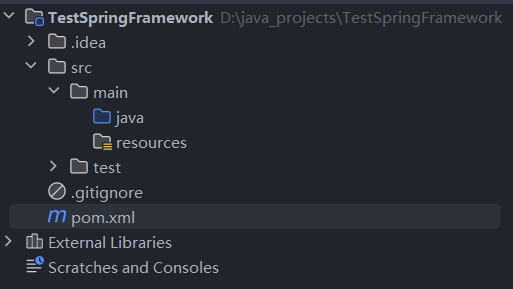 TestSpringFramework D:\java_projects\TestSpringFramework
.idea
src
main
java
resources
test
.gitignore
pom.xml
External Libraries
Scratches and Consoles